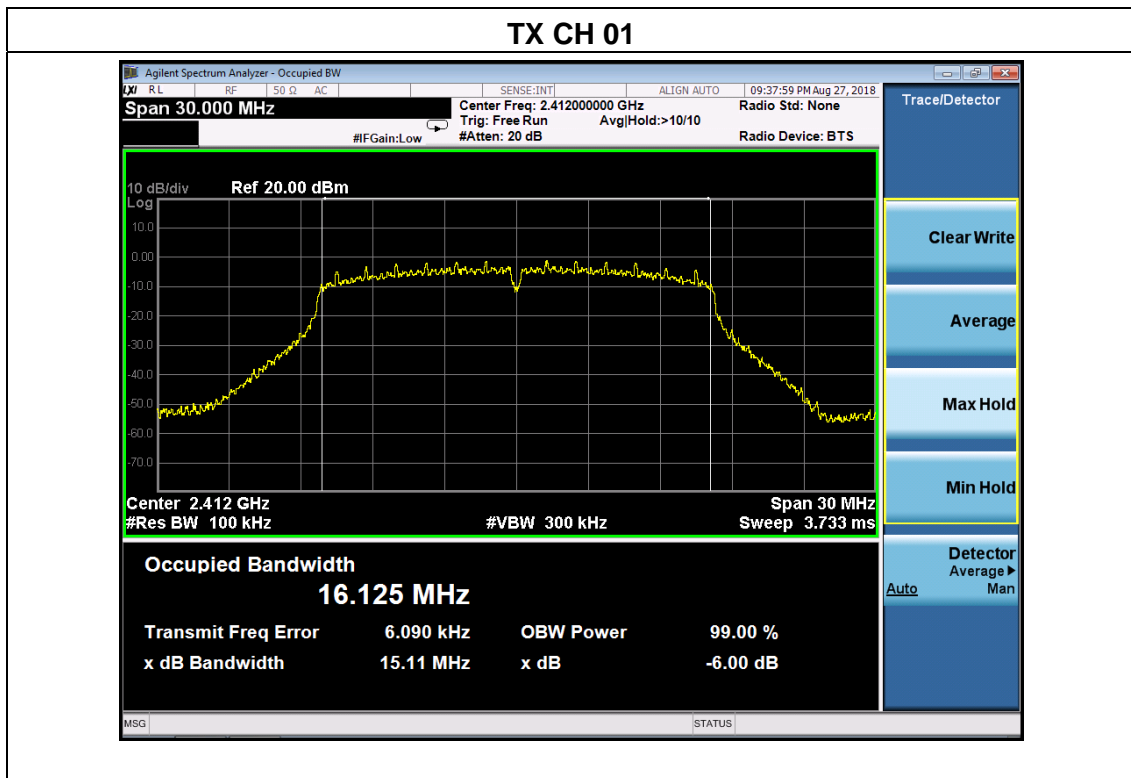 TX CH 01
Agilent Spectrum Analyzer - Occupied BW
LXI RL RF 50 Ω AC SENSE:INT ALIGN AUTO 09:37:59 PM Aug 27, 2018
Span 30.000 MHz
Center Freq: 2.412000000 GHz Radio Std: None
Trig: Free Run Avg|Hold:>10/10
#IFGain:Low #Atten: 20 dB Radio Device: BTS
10 dB/div Ref 20.00 dBm
Log
10.0
0.00
-10.0
-20.0
-30.0
-40.0
-50.0
-60.0
-70.0
Center 2.412 GHz Span 30 MHz
#Res BW 100 kHz #VBW 300 kHz Sweep 3.733 ms
Occupied Bandwidth
16.125 MHz
Transmit Freq Error 6.090 kHz OBW Power 99.00 %
x dB Bandwidth 15.11 MHz x dB -6.00 dB
MSG STATUS
Trace/Detector
Clear Write
Average
Max Hold
Min Hold
Detector
Average▶
Auto Man